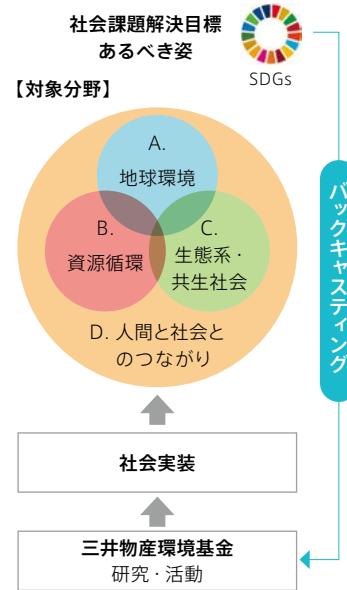 社会課題解決目標
あるべき姿
SDGs
【対象分野】
A.
地球環境
B.
資源循環
C.
生態系・
共生社会
D. 人間と社会と
のつながり
バックキャスティング
社会実装
三井物産環境基金
研究・活動